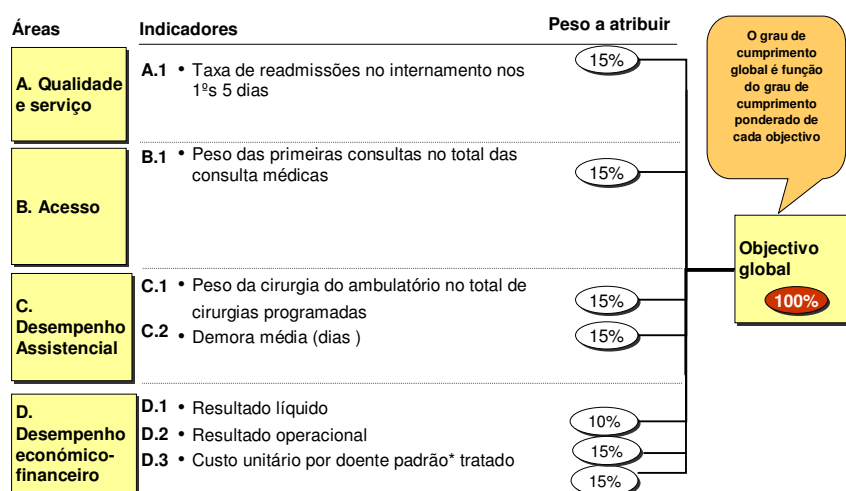 Áreas
Indicadores
Peso a atribuir
A. Qualidade
e serviço
A.1 • Taxa de readmissões no internamento nos
1ºs 5 dias
15%
B. Acesso
B.1 • Peso das primeiras consultas no total das
consulta médicas
15%
C.
Desempenho
Assistencial
C.1 • Peso da cirurgia do ambulatório no total de
cirurgias programadas
15%
C.2 • Demora média (dias )
15%
D.
Desempenho
económico-
financeiro
D.1 • Resultado líquido
10%
D.2 • Resultado operacional
15%
D.3 • Custo unitário por doente padrão* tratado
15%
O grau de
cumprimento
global é função
do grau de
cumprimento
ponderado de
cada objectivo
Objectivo
global
100%